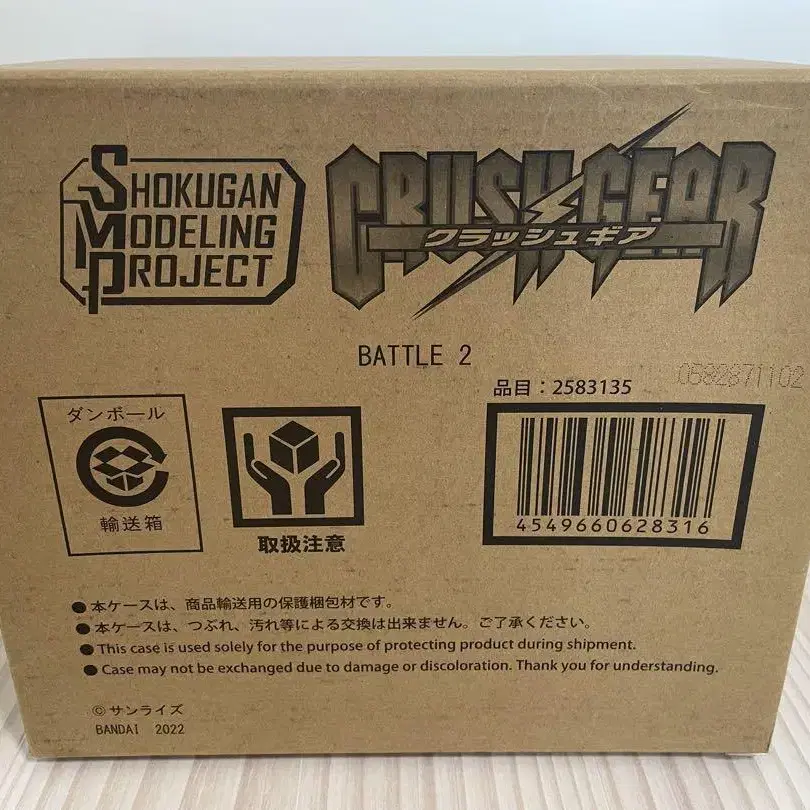 SHOKUGAN
MODELING
PROJECT
CRUSH GEAR
クラッシュギア
BATTLE 2
品目：2583135
0582871102
ダンボール
輸送箱
取扱注意
4549660628316
●本ケースは、商品輸送用の保護梱包材です。
●本ケースは、つぶれ、汚れ等による交換は出来ません。ご了承ください。
●This case is used solely for the purpose of protecting product during shipment.
●Case may not be exchanged due to damage or discoloration. Thank you for understanding.
©サンライズ
BANDAI 2022